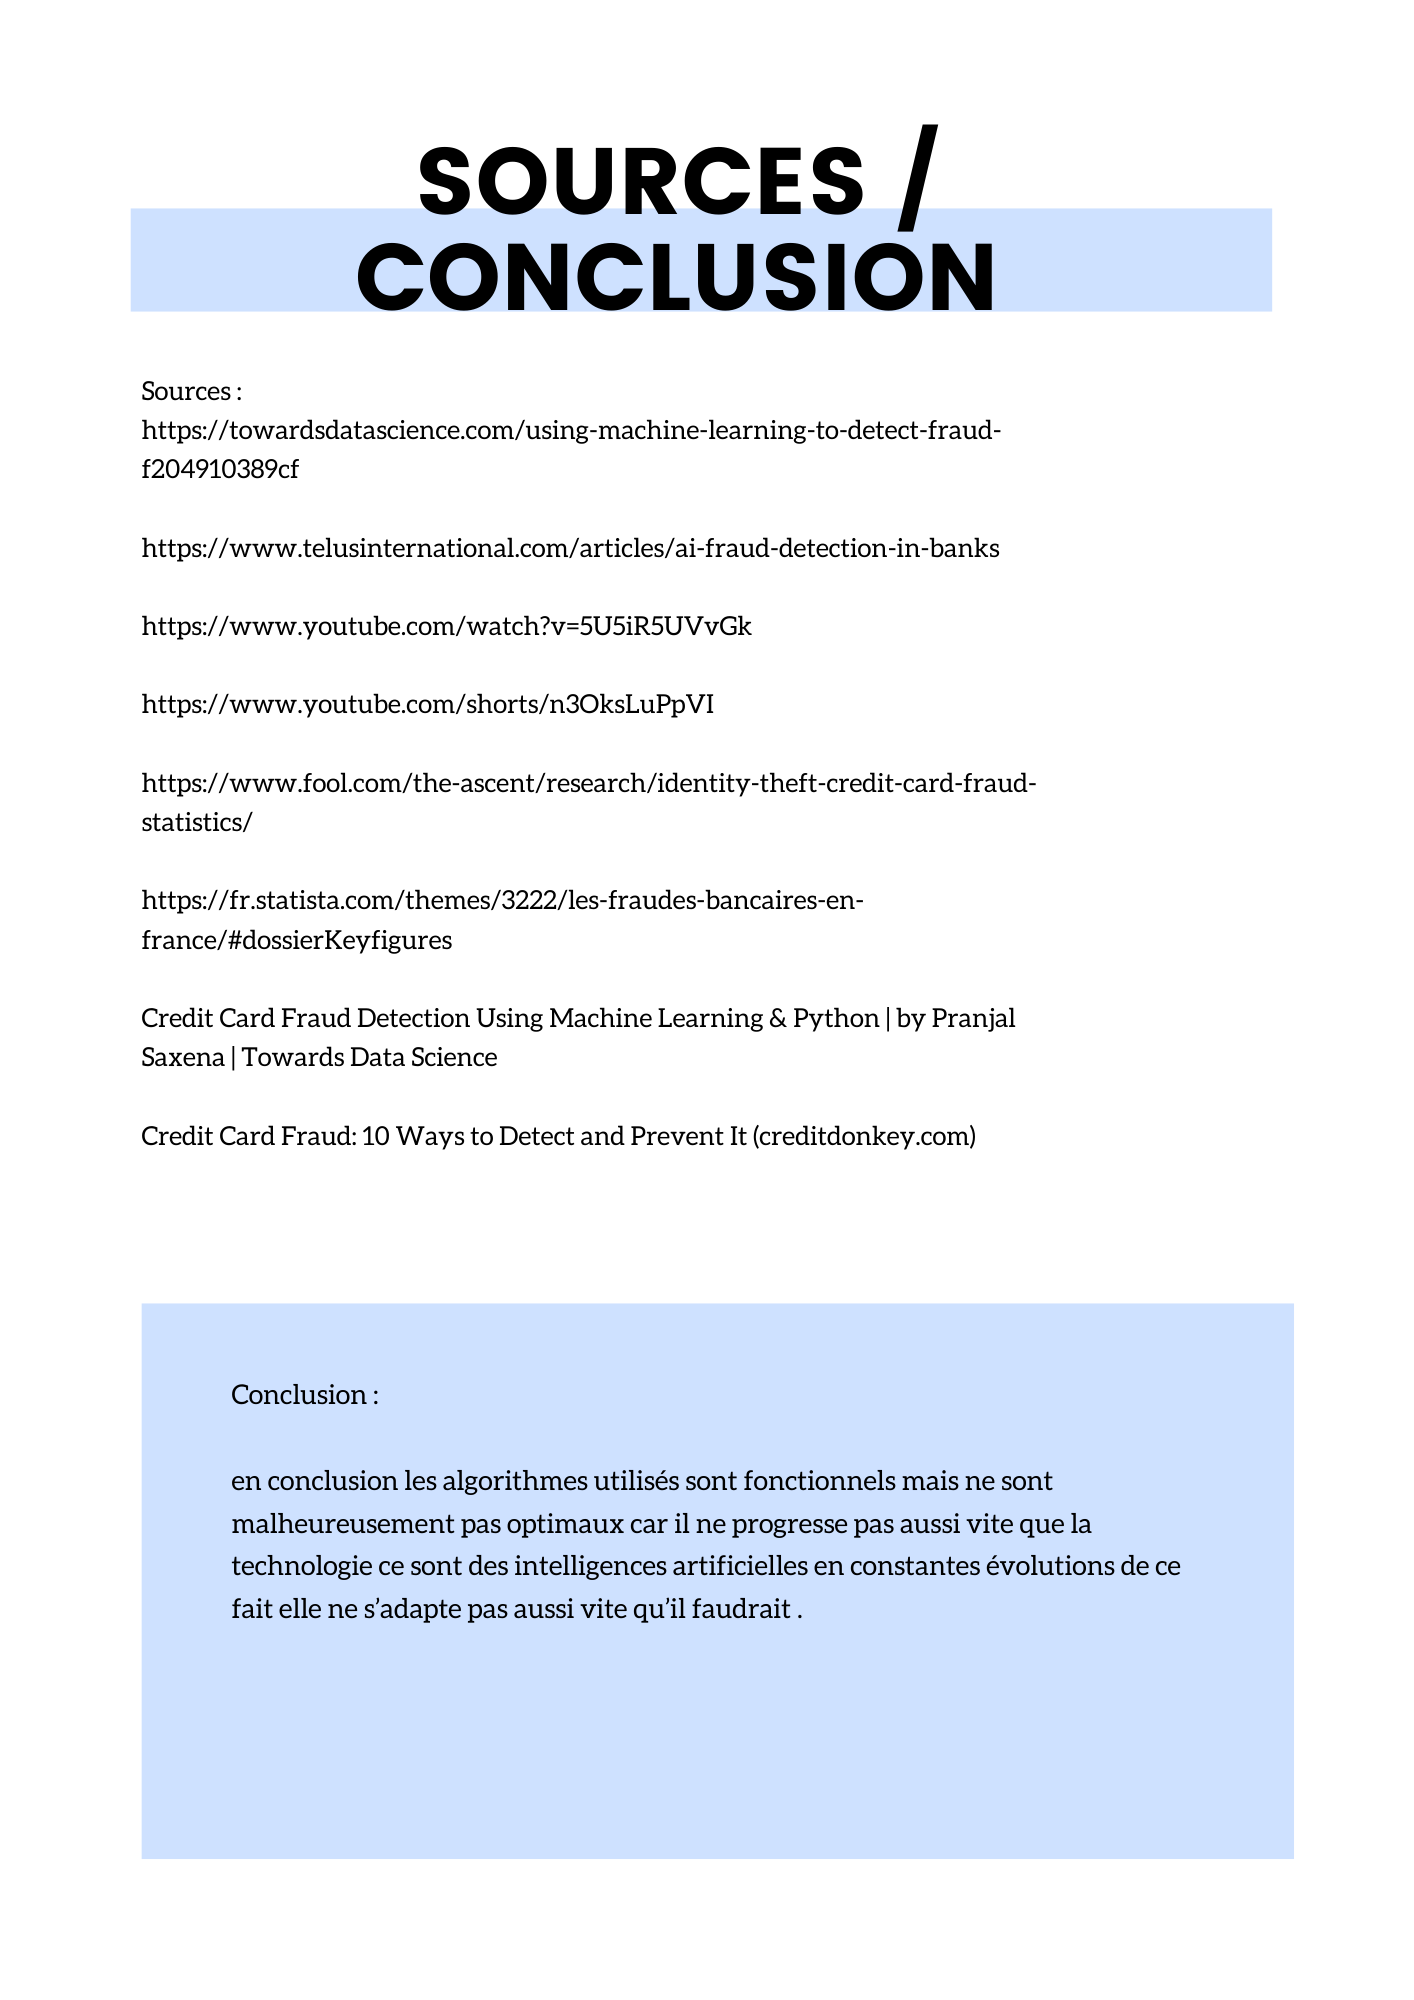 SOURCES /
CONCLUSION
Sources :
https://towardsdatascience.com/using-machine-learning-to-detect-fraud-
f204910389cf
https://www.telusinternational.com/articles/ai-fraud-detection-in-banks
https://www.youtube.com/watch?v=5U5iR5UVvGk
https://www.youtube.com/shorts/n3OksLuPpVI
https://www.fool.com/the-ascent/research/identity-theft-credit-card-fraud-
statistics/
https://fr.statista.com/themes/3222/les-fraudes-bancaires-en-
france/#dossierKeyfigures
Credit Card Fraud Detection Using Machine Learning & Python | by Pranjal
Saxena | Towards Data Science
Credit Card Fraud: 10 Ways to Detect and Prevent It (creditdonkey.com)
Conclusion :
en conclusion les algorithmes utilisés sont fonctionnels mais ne sont
malheureusement pas optimaux car il ne progresse pas aussi vite que la
technologie ce sont des intelligences artificielles en constantes évolutions de ce
fait elle ne s’adapte pas aussi vite qu’il faudrait .